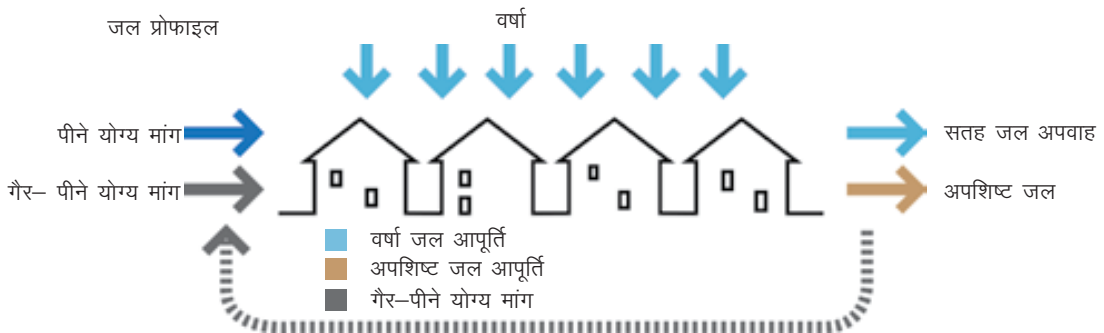 जल प्रोफाइल
वर्षा
पीने योग्य मांग
सतह जल अपवाह
गैर– पीने योग्य मांग
अपशिष्ट जल
वर्षा जल आपूर्ति
अपशिष्ट जल आपूर्ति
गैर–पीने योग्य मांग